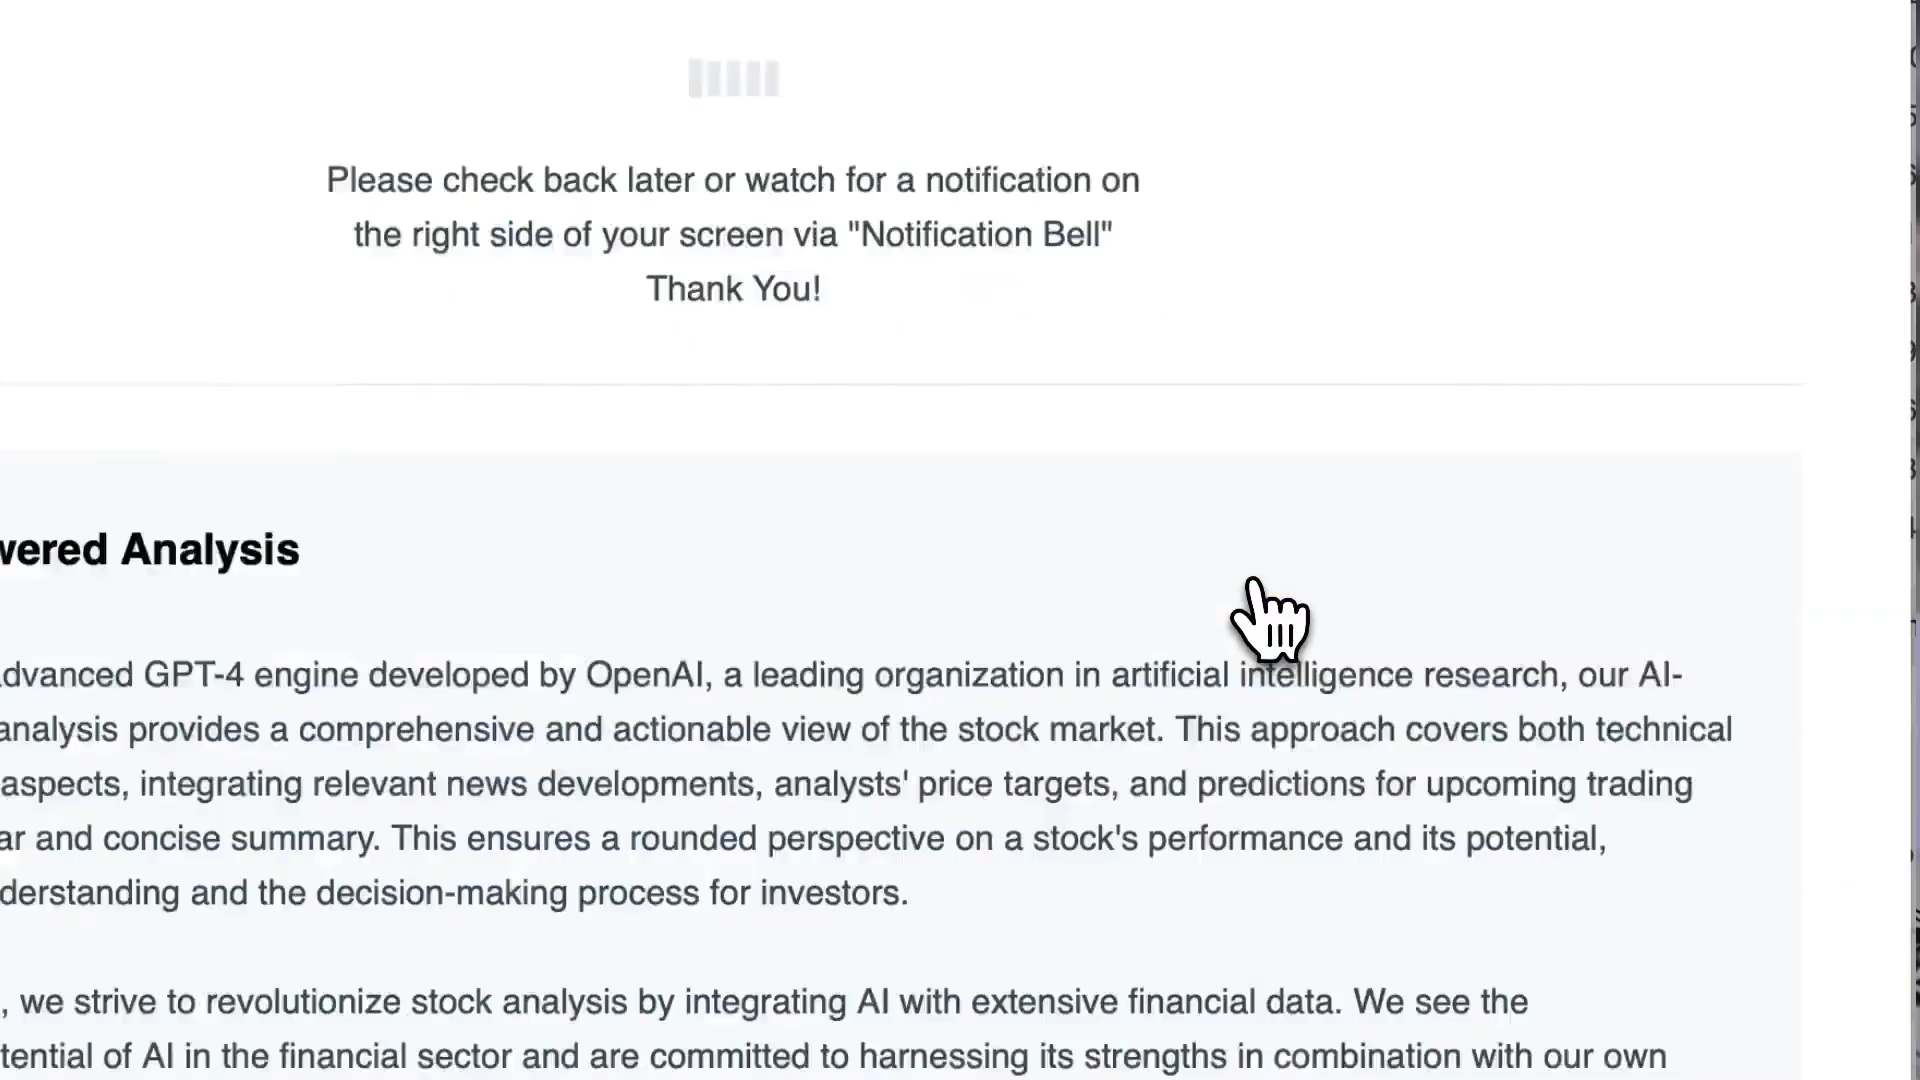 Please check back later or watch for a notification on
the right side of your screen via "Notification Bell"
Thank You!
wered Analysis
dvanced GPT-4 engine developed by OpenAI, a leading organization in artificial intelligence research, our AI-
analysis provides a comprehensive and actionable view of the stock market. This approach covers both technical
aspects, integrating relevant news developments, analysts' price targets, and predictions for upcoming trading
ar and concise summary. This ensures a rounded perspective on a stock's performance and its potential,
derstanding and the decision-making process for investors.
, we strive to revolutionize stock analysis by integrating AI with extensive financial data. We see the
tential of AI in the financial sector and are committed to harnessing its strengths in combination with our own